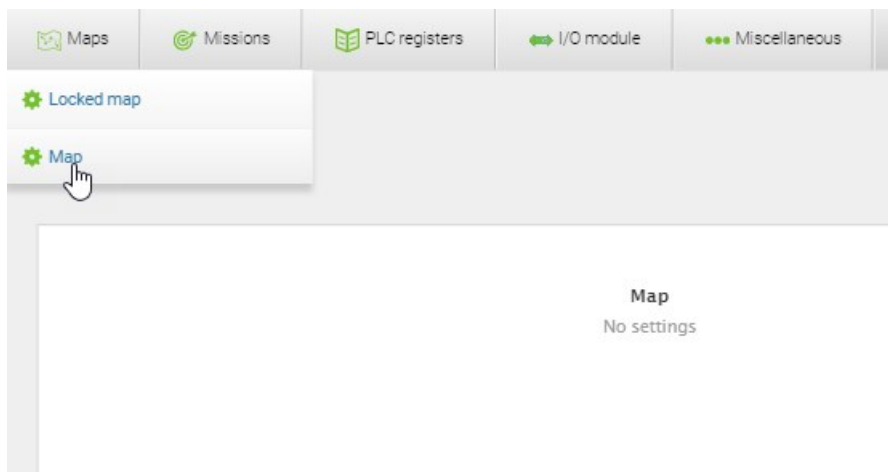 Maps Missions PLC registers I/O module Miscellaneous
Locked map
Map
Map
No settings